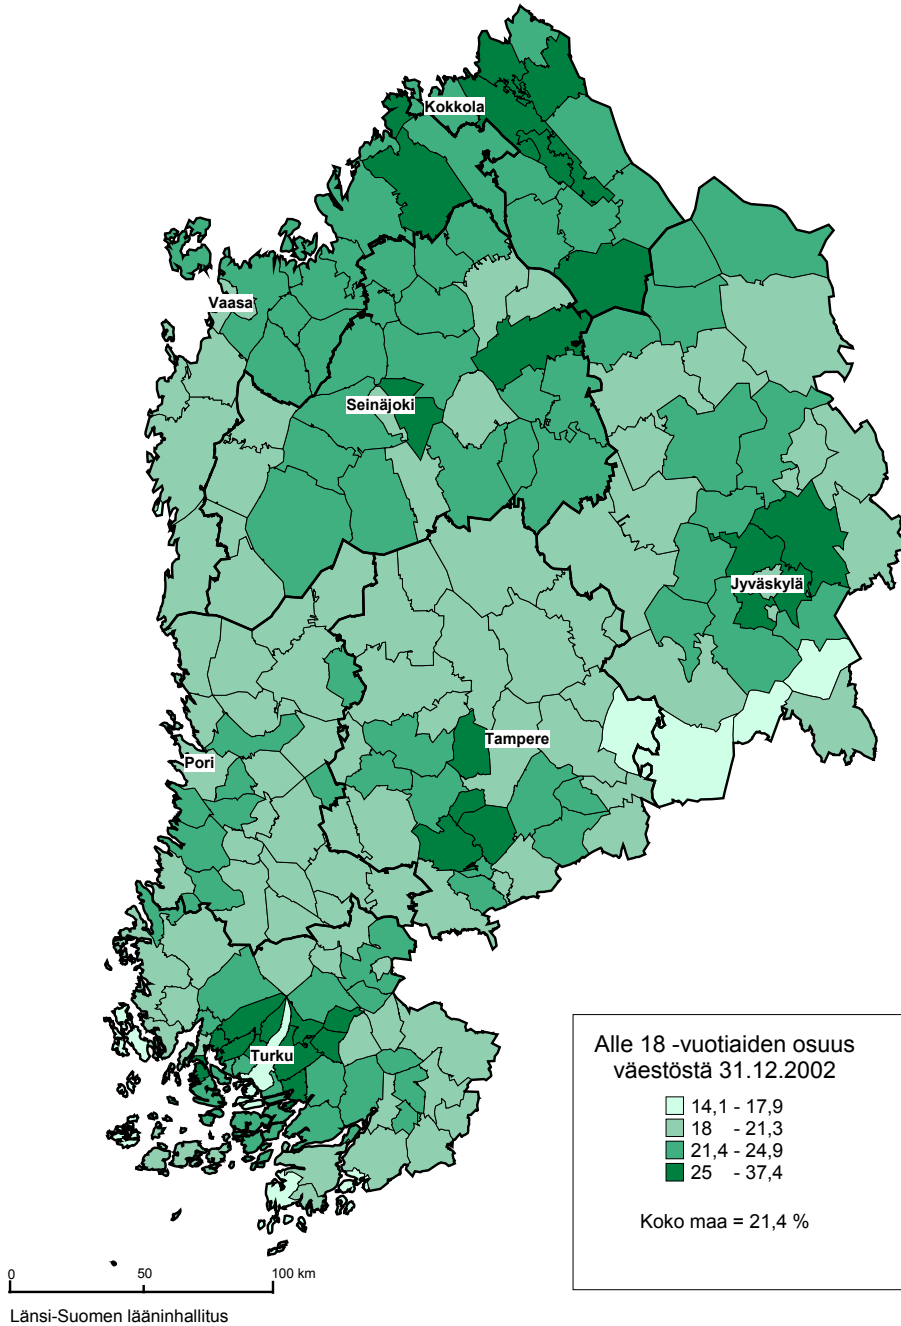 Kokkola
Vaasa
Seinäjoki
Jyväskylä
Tampere
Pori
Turku
Alle 18 -vuotiaiden osuus
väestöstä 31.12.2002
14,1 - 17,9
18 - 21,3
21,4 - 24,9
25 - 37,4
Koko maa = 21,4 %
0 50 100 km
Länsi-Suomen lääninhallitus